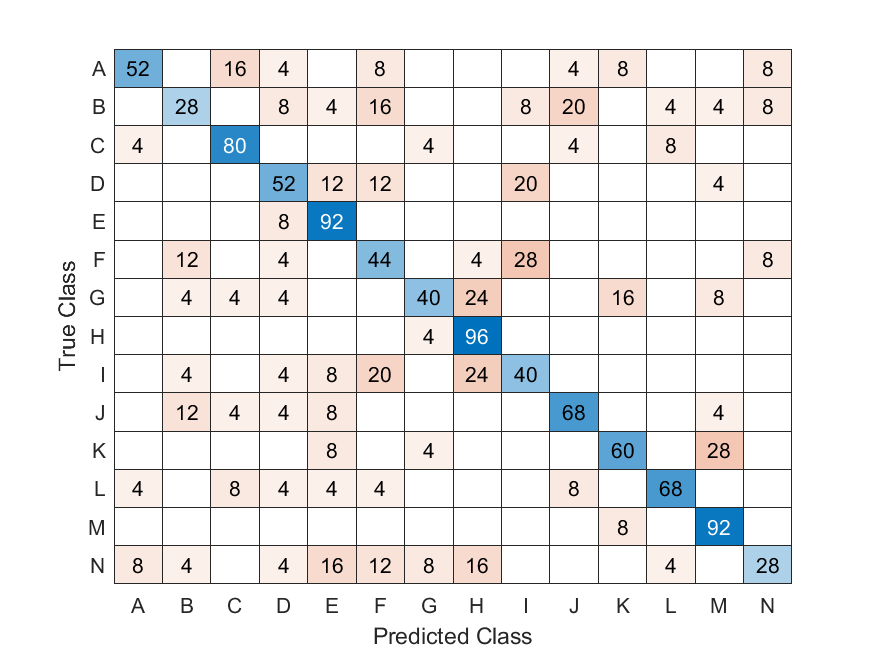 A 52 16 4 8 4 8 8
B 28 8 4 16 8 20 4 4 8
C 4 80 4 4 8
D 52 12 12 20 4
E 8 92
F 12 4 44 4 28 8
G 4 4 4 40 24 16 8
H 4 96
I 4 4 8 20 24 40
J 12 4 4 8 68 4
K 8 4 60 28
L 4 8 4 4 4 8 68
M 8 92
N 8 4 4 16 12 8 16 4 28
A B C D E F G H I J K L M N
Predicted Class
True Class